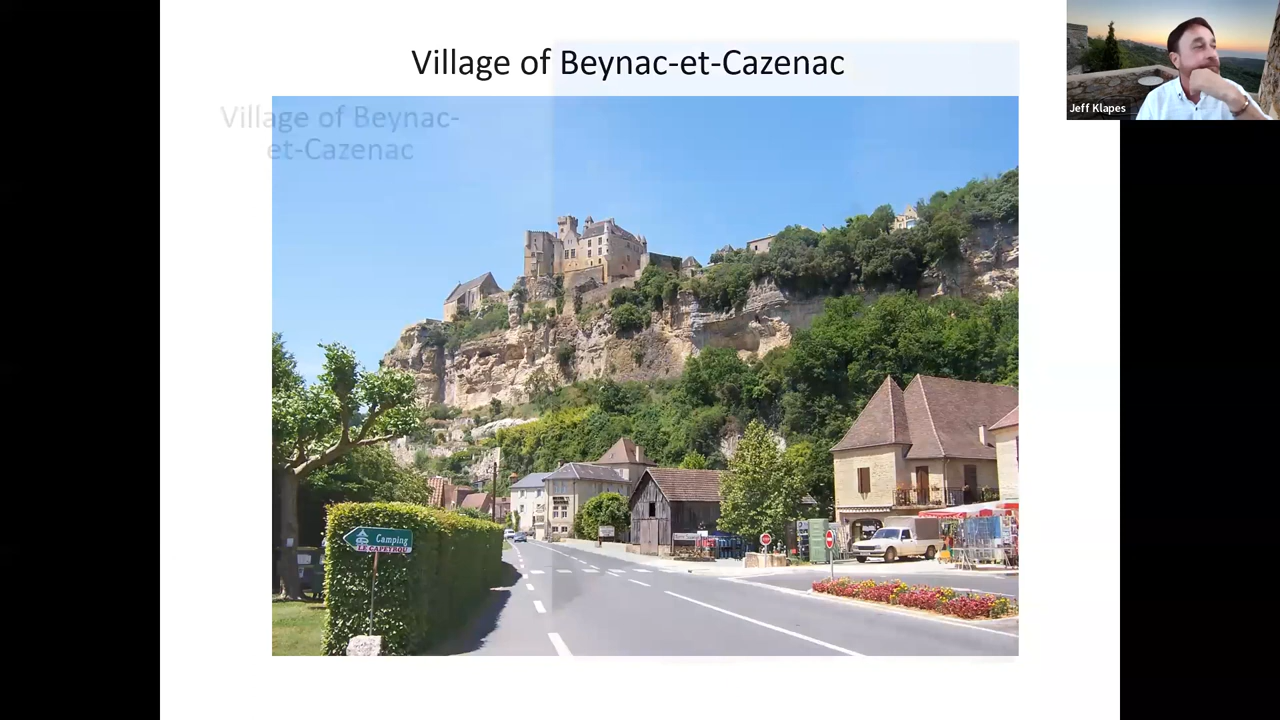 Village of Beynac-et-Cazenac
Village of Beynac-
et-Cazenac
Jeff Klapes
Camping
LE CAPEYROU